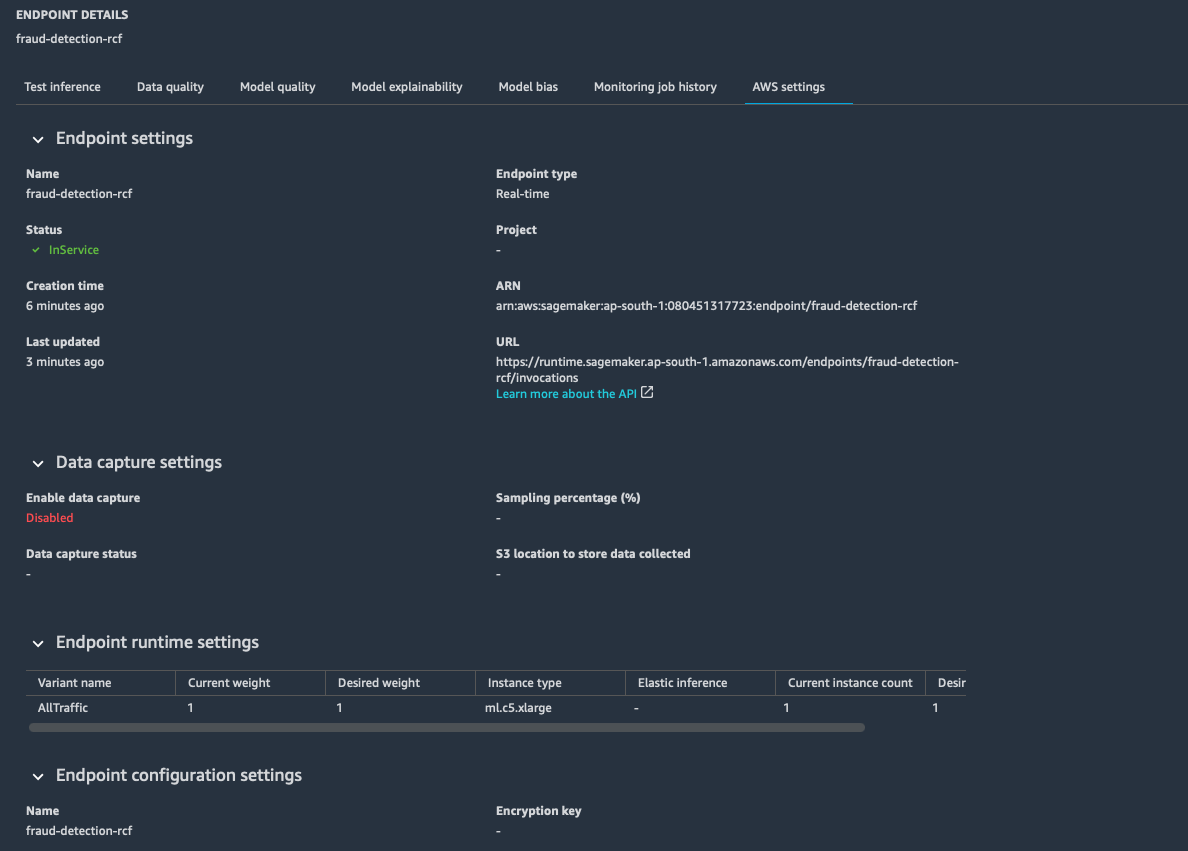 ENDPOINT DETAILS
fraud-detection-rcf
Test inference Data quality Model quality Model explainability Model bias Monitoring job history AWS settings
Endpoint settings
Name Endpoint type
fraud-detection-rcf Real-time
Status Project
InService -
Creation time ARN
6 minutes ago arn:aws:sagemaker:ap-south-1:080451317723:endpoint/fraud-detection-rcf
Last updated URL
3 minutes ago https://runtime.sagemaker.ap-south-1.amazonaws.com/endpoints/fraud-detection-
rcf/invocations
Learn more about the API
Data capture settings
Enable data capture Sampling percentage (%)
Disabled -
Data capture status S3 location to store data collected
- -
Endpoint runtime settings
Variant name Current weight Desired weight Instance type Elastic inference Current instance count Desir
AllTraffic 1 1 ml.c5.xlarge - 1 1
Endpoint configuration settings
Name Encryption key
fraud-detection-rcf -